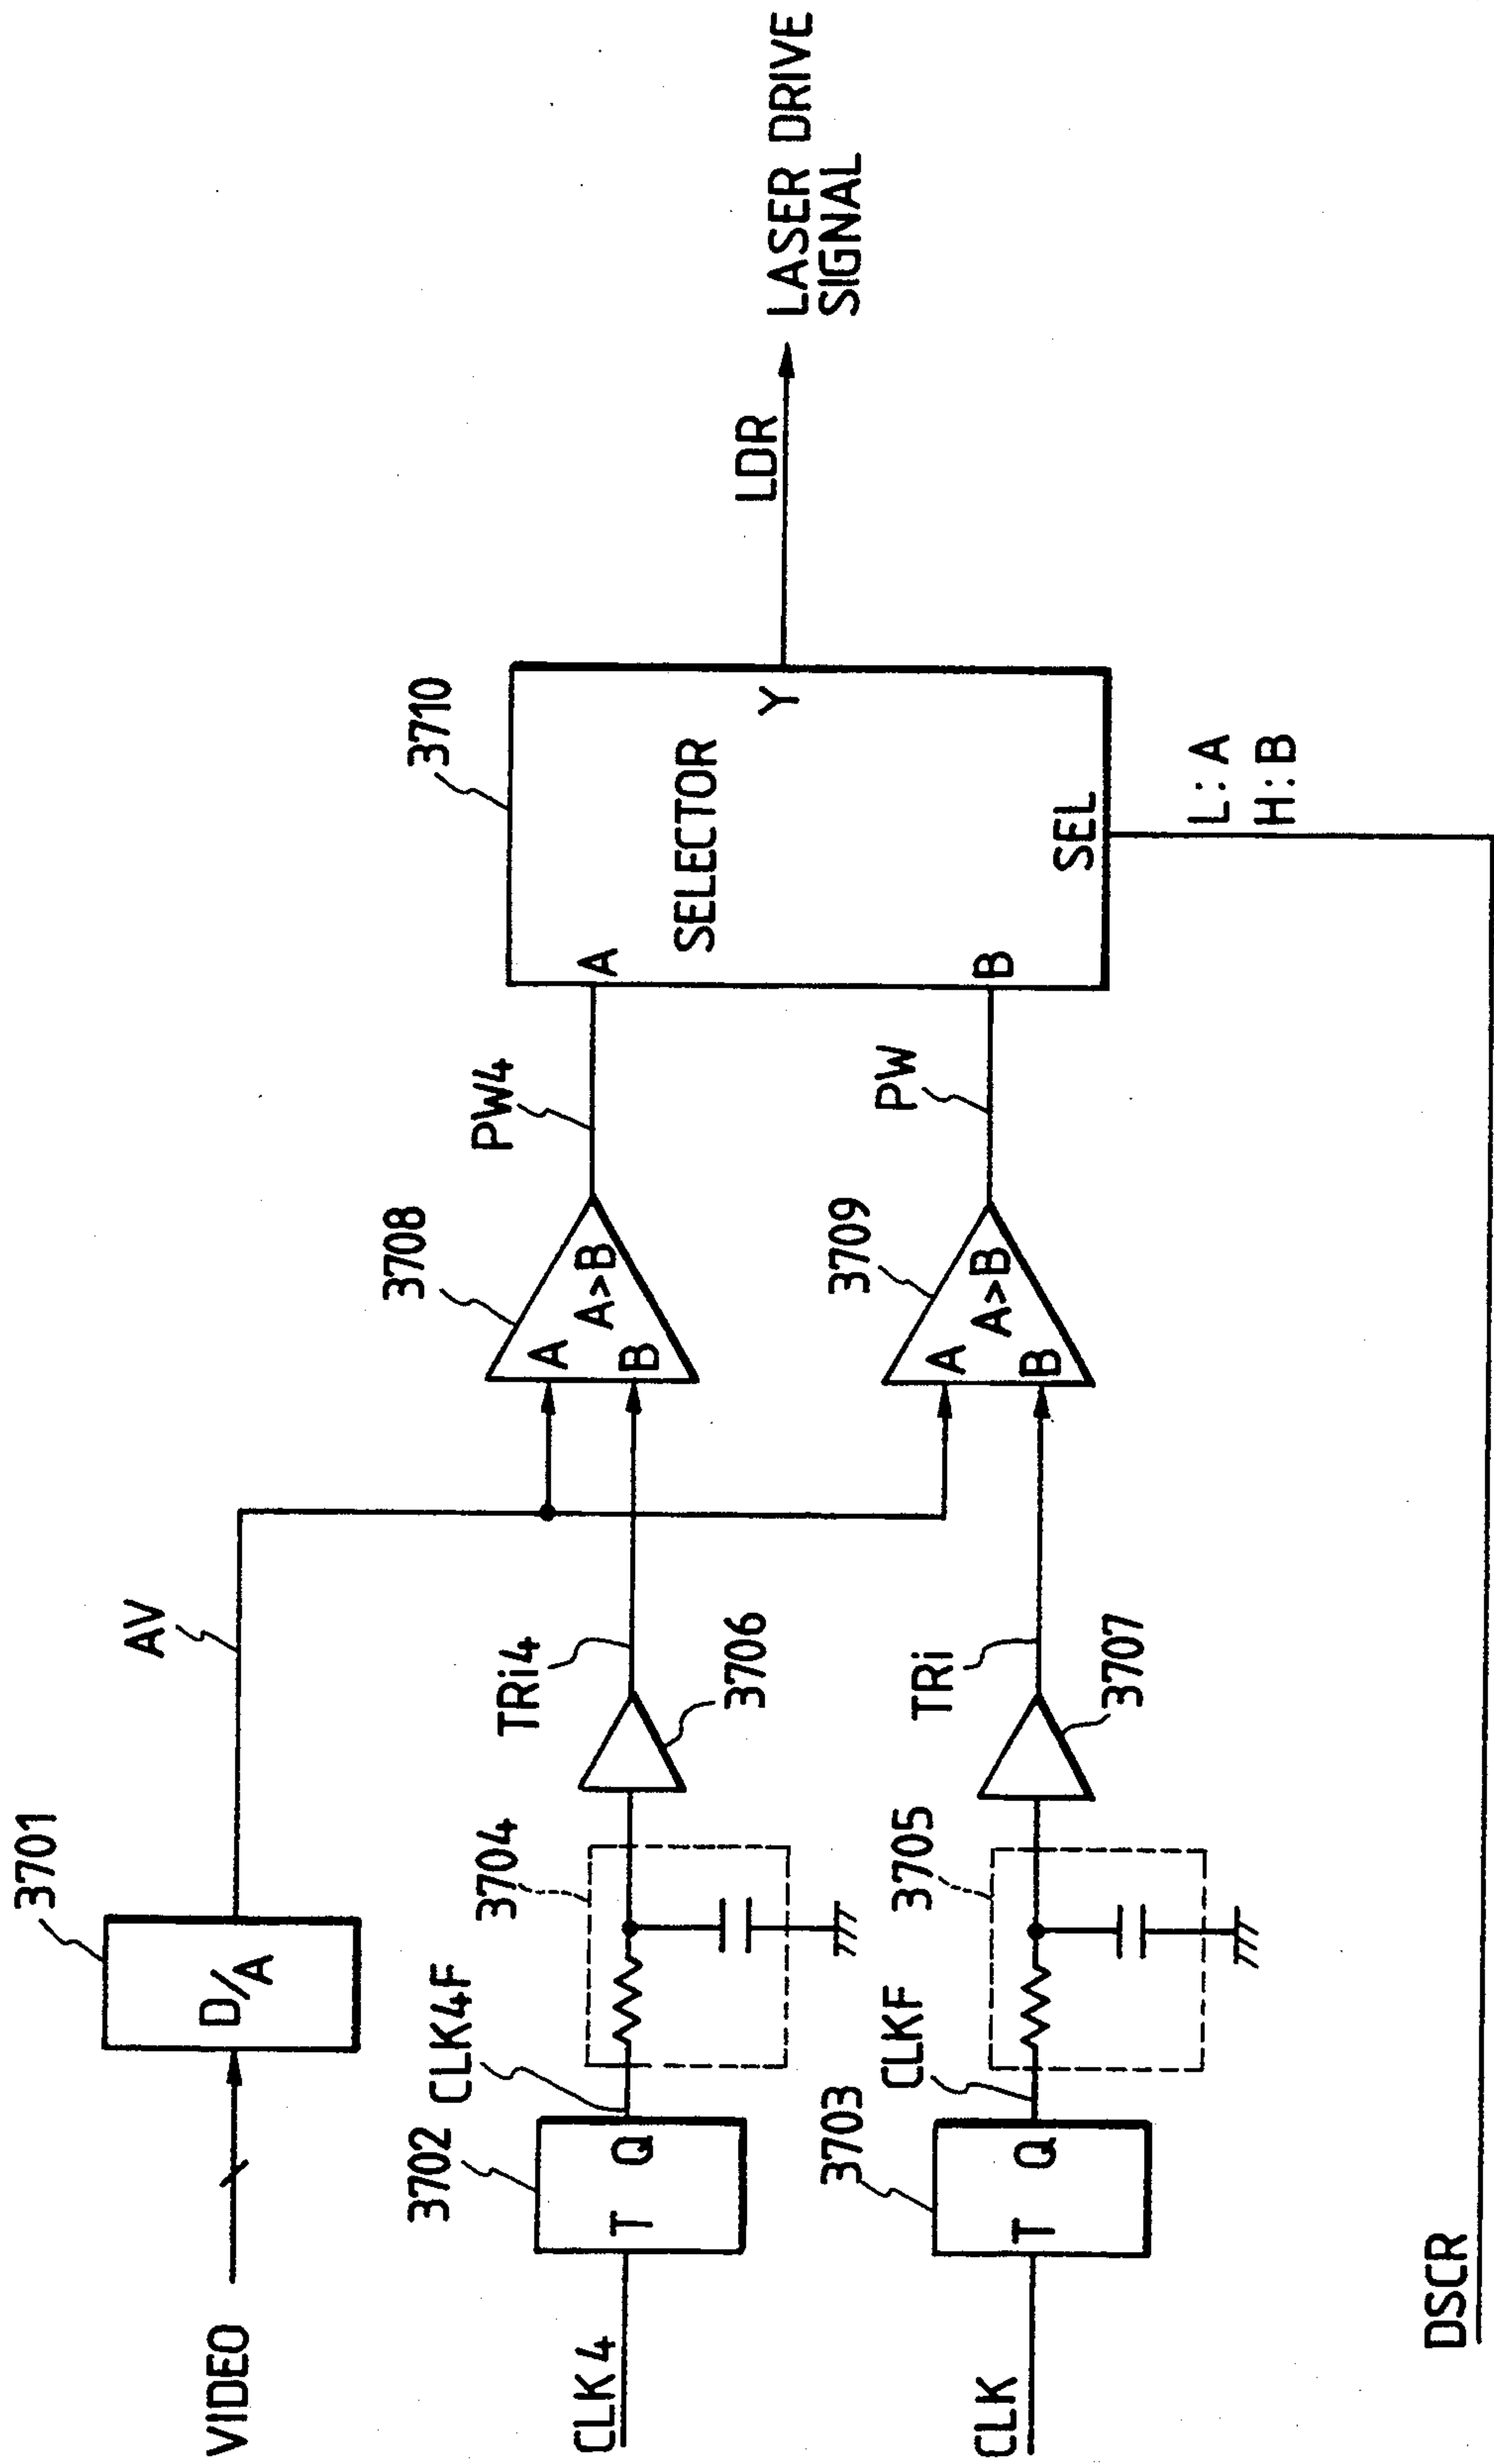 3701
VIDEO
D/A
AV
3702
CLK4
T
Q
CLK4F
3704
TRi4
3706
3708
A
B
A>B
PW4
3703
CLK
T
Q
CLKF
3705
TRi
3707
3709
A
B
A>B
PW
3710
A
B
SELECTOR
Y
SEL
L:A
H:B
LDR
LASER DRIVE
SIGNAL
DSCR